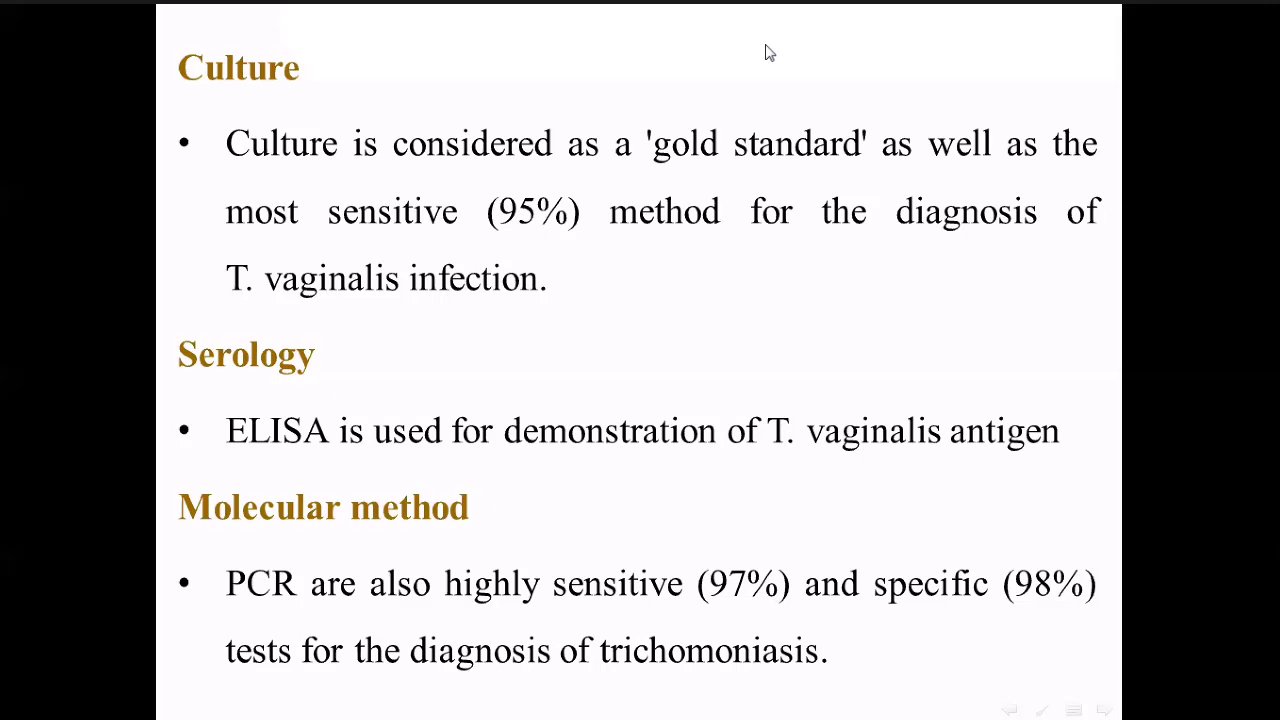 Culture
• Culture is considered as a 'gold standard' as well as the
most sensitive (95%) method for the diagnosis of
T. vaginalis infection.
Serology
• ELISA is used for demonstration of T. vaginalis antigen
Molecular method
• PCR are also highly sensitive (97%) and specific (98%)
tests for the diagnosis of trichomoniasis.